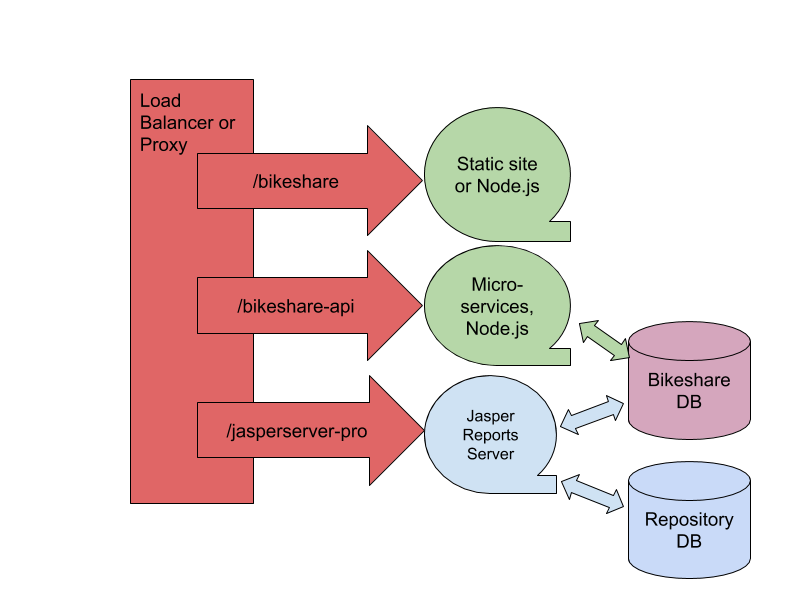 Load
Balancer or
Proxy
/bikeshare
Static site
or Node.js
/bikeshare-api
Micro-
services,
Node.js
Bikeshare
DB
/jasperserver-pro
Jasper
Reports
Server
Repository
DB